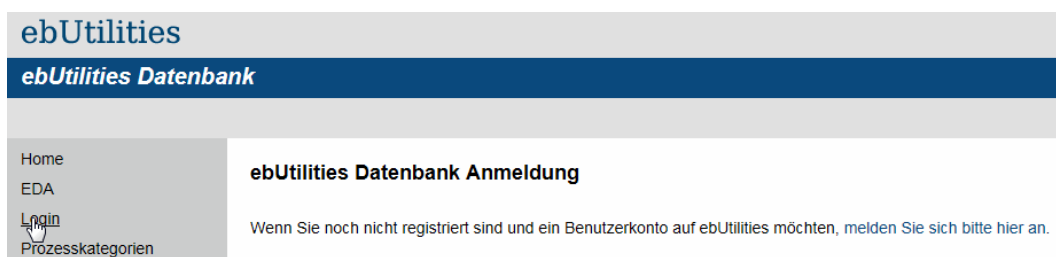 ebUtilities
ebUtilities Datenbank
Home
EDA
Login
Prozesskategorien
ebUtilities Datenbank Anmeldung
Wenn Sie noch nicht registriert sind und ein Benutzerkonto auf ebUtilities möchten, melden Sie sich bitte hier an.